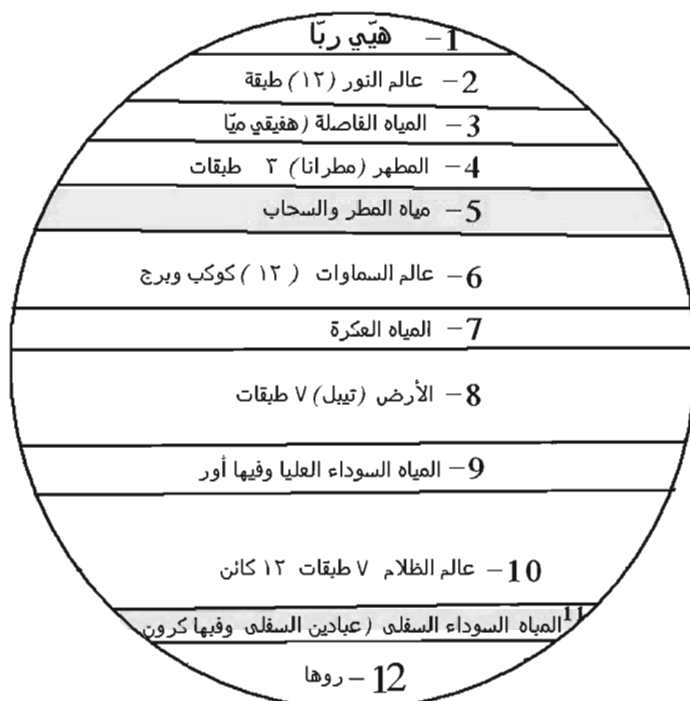 1 - هيّي ربّا
2 - عالم النور (١٢) طبقة
3 - المياه الفاصلة (هفيقي ميّا
4 - المطهر (مطراثا) ٣ طبقات
5 - مياه المطر والسحاب
6 - عالم السماوات (١٢) كوكب وبرج
7 - المياه العكرة
8 - الأرض (تيبل) ٧ طبقات
9 - المياه السوداء العليا وفيها أور
10 - عالم الظلام ٧ طبقات ١٢ كائن
11 المياه السوداء السفلى (عبادين السفلى وفيها كرون
12 - روها